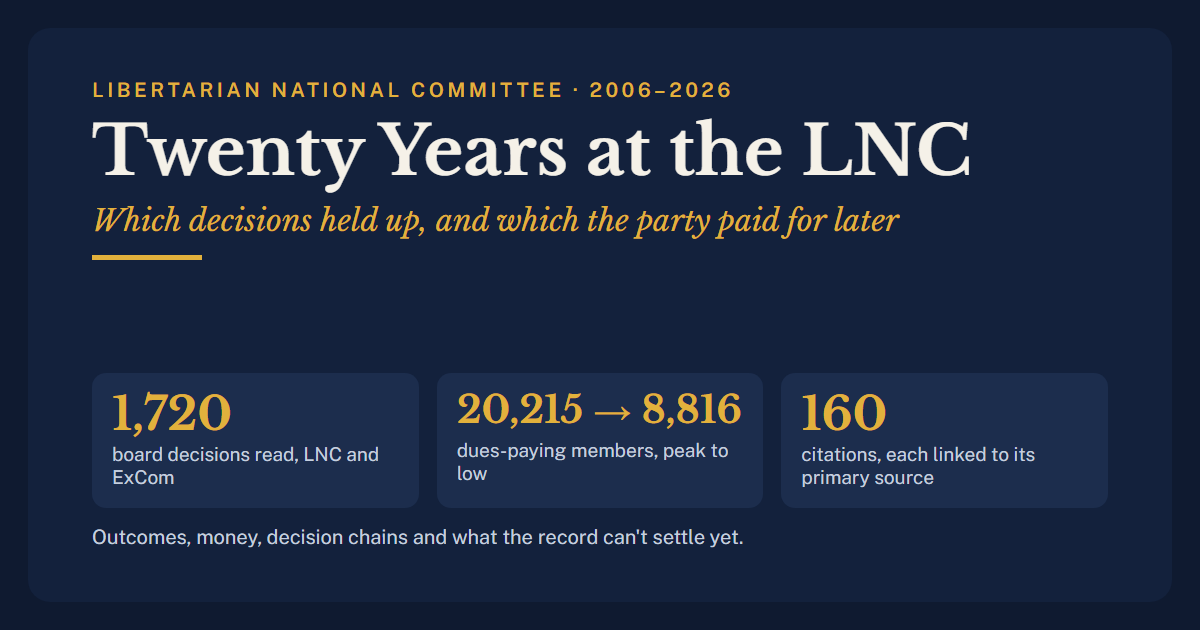 LIBERTARIAN NATIONAL COMMITTEE · 2006–2026
Twenty Years at the LNC
Which decisions held up, and which the party paid for later
1,720
board decisions read, LNC and
ExCom
20,215 → 8,816
dues-paying members, peak to
low
160
citations, each linked to its
primary source
Outcomes, money, decision chains and what the record can't settle yet.